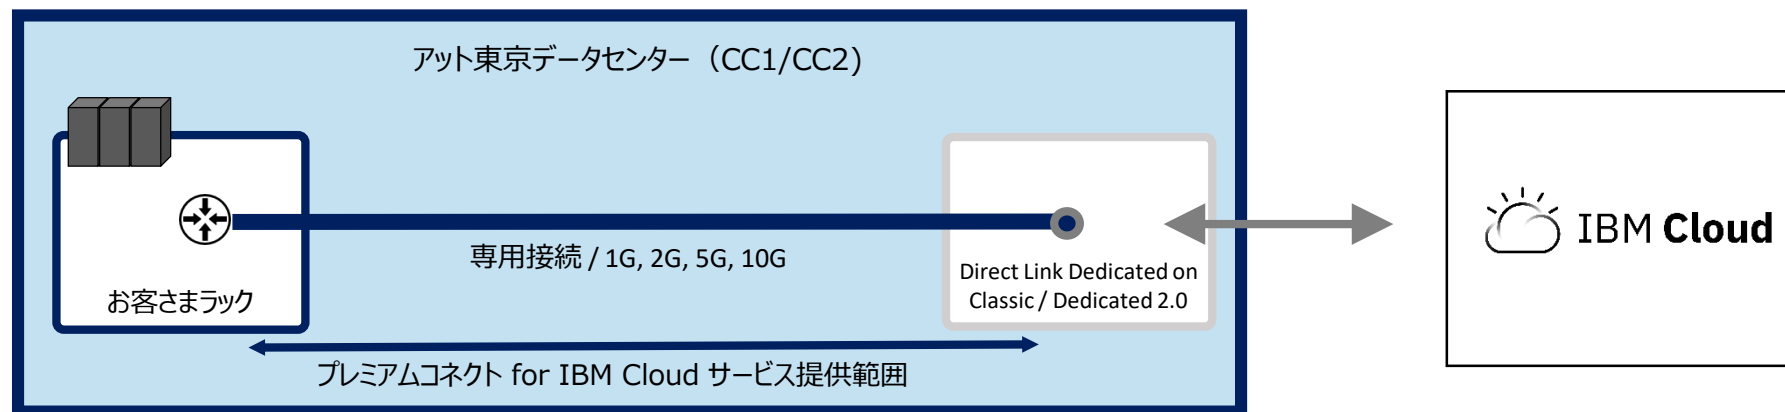 アット東京データセンター（CC1/CC2)
専用接続 / 1G, 2G, 5G, 10G
お客さまラック
Direct Link Dedicated on
Classic / Dedicated 2.0
プレミアムコネクト for IBM Cloud サービス提供範囲
IBM Cloud